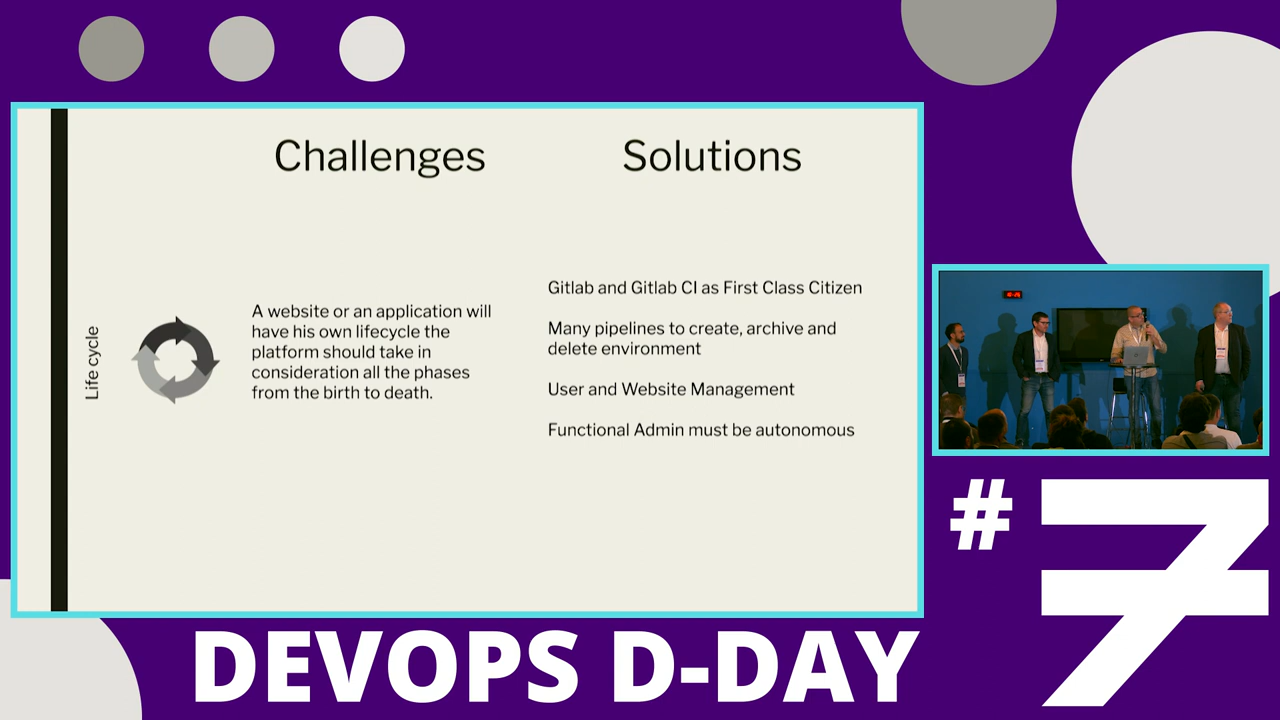 Challenges
Solutions
Life cycle
A website or an application will
have his own lifecycle the
platform should take in
consideration all the phases
from the birth to death.
Gitlab and Gitlab CI as First Class Citizen
Many pipelines to create, archive and
delete environment
User and Website Management
Functional Admin must be autonomous
#7
DEVOPS D-DAY